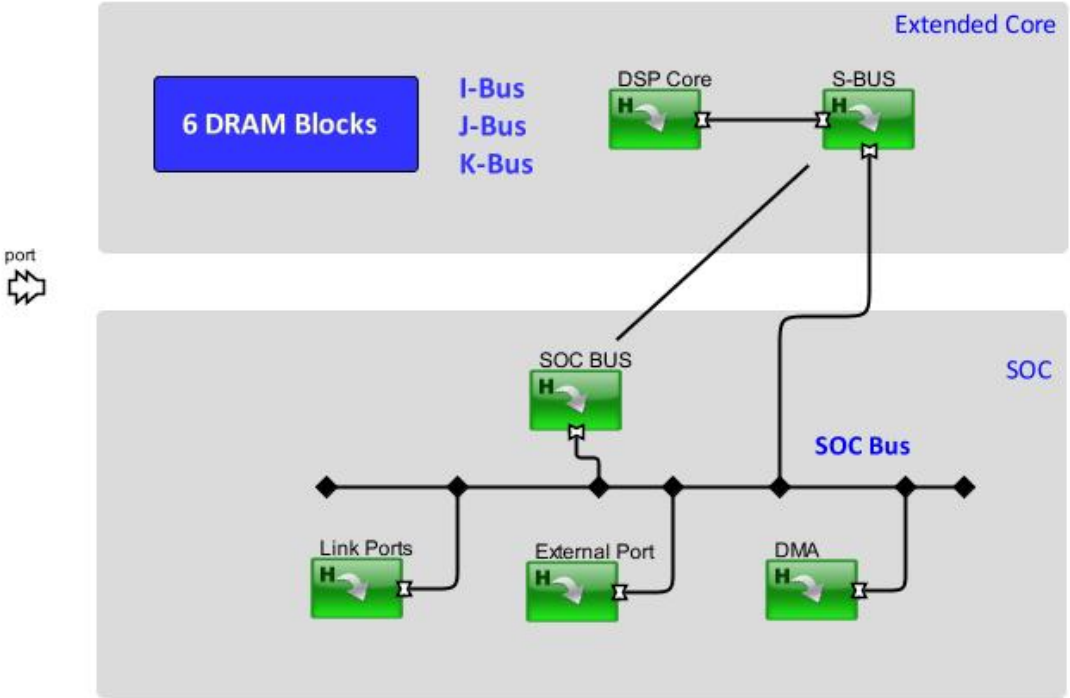 Extended Core
DSP Core
S-BUS
H
H
6 DRAM Blocks
I-Bus
J-Bus
K-Bus
port
SOC BUS
H
SOC
SOC Bus
Link Ports
External Port
DMA
H
H
H